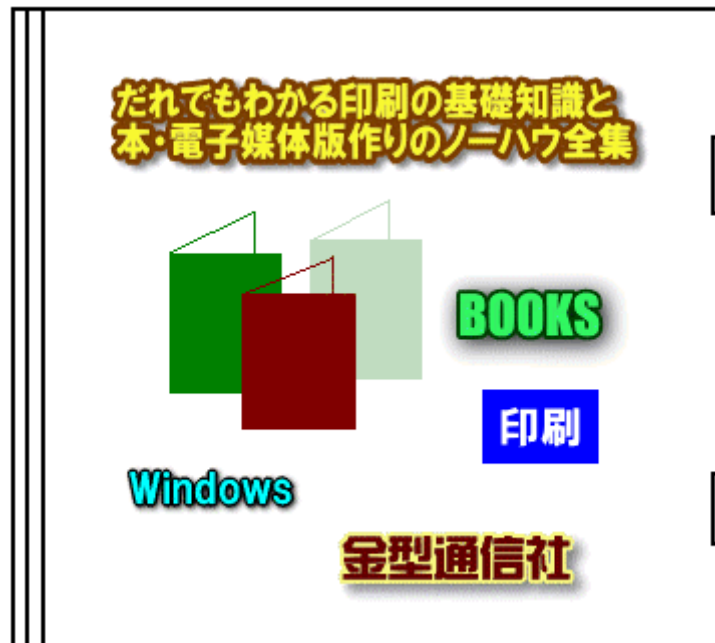 だれでもわかる印刷の基礎知識と
本・電子媒体版作りのノーハウ全集
BOOKS
印刷
Windows
金型通信社